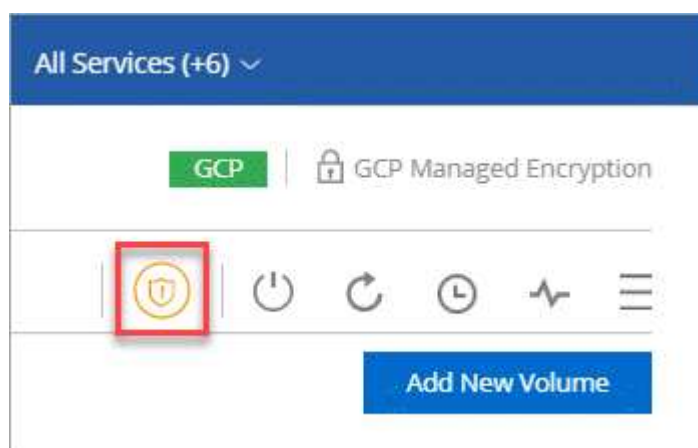 All Services (+6)
GCP
GCP Managed Encryption
Add New Volume